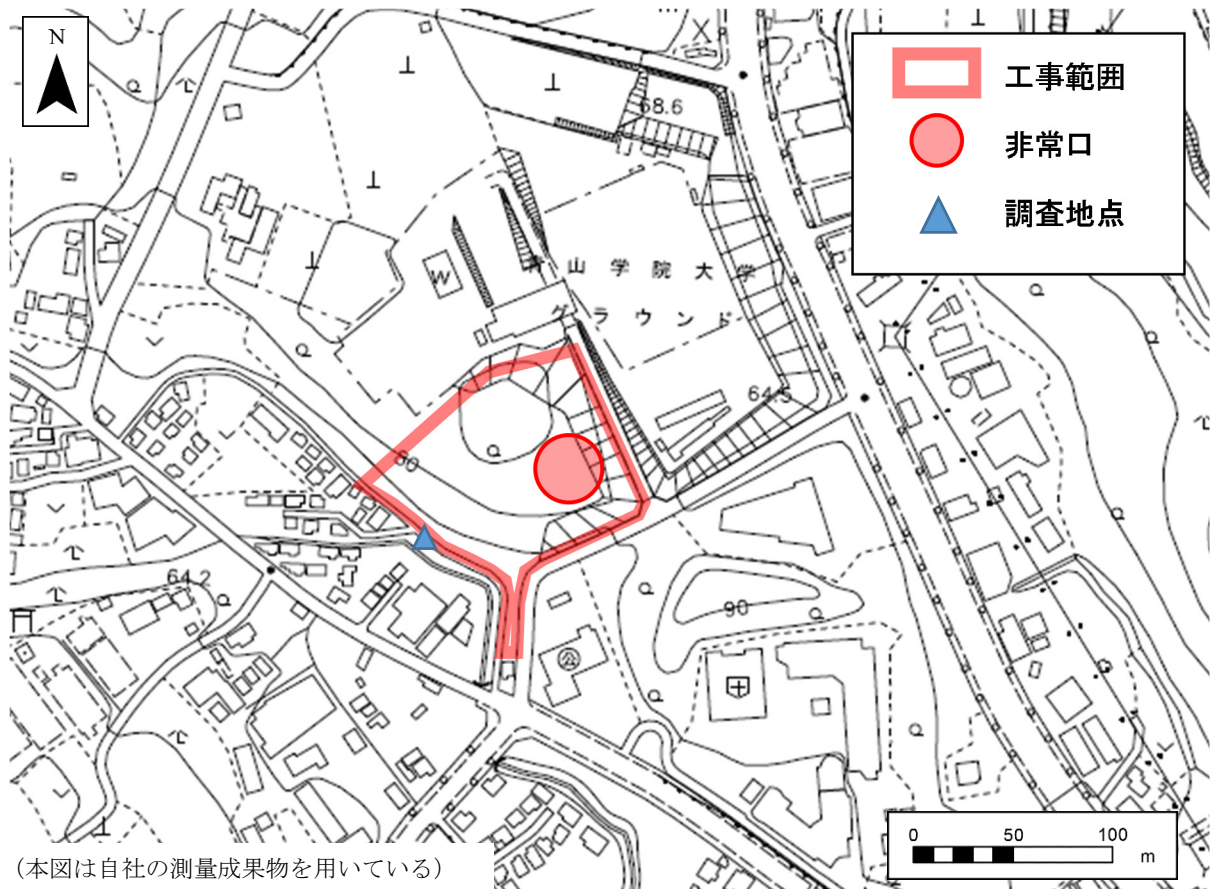 N
工事範囲
非常口
調査地点
68.6
W
山学院大学
グラウンド
64.5
90
64.2
90
0 50 100
m
(本図は自社の測量成果物を用いている)